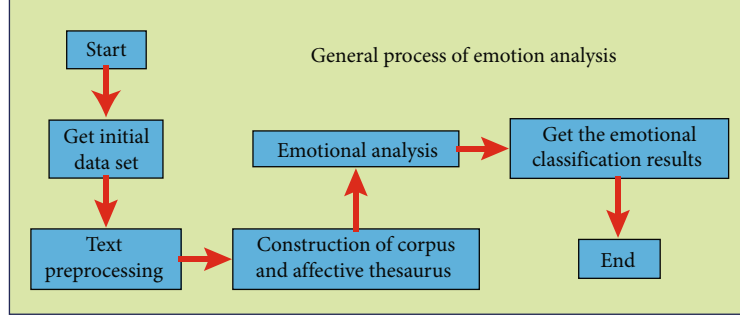 Start
General process of emotion analysis
Get initial
data set
Text
preprocessing
Construction of corpus
and affective thesaurus
Emotional analysis
Get the emotional
classification results
End